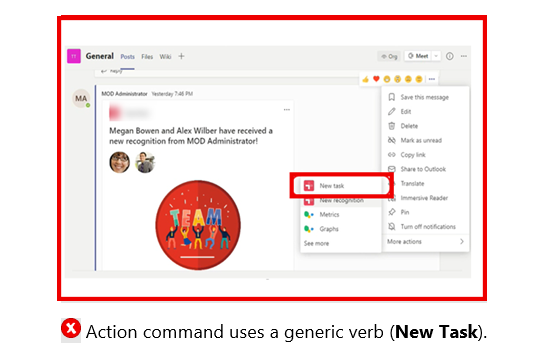 General Posts Files Wiki +
Org Meet
Reply
MA
MOD Administrator Yesterday 7:46 PM
Megan Bowen and Alex Wilber have received a
new recognition from MOD Administrator!
TEAM
Save this message
Edit
Delete
Mark as unread
Copy link
Share to Outlook
Translate
Immersive Reader
Pin
Turn off notifications
More actions
New task
New recognition
Metrics
Graphs
See more
Action command uses a generic verb (New Task).